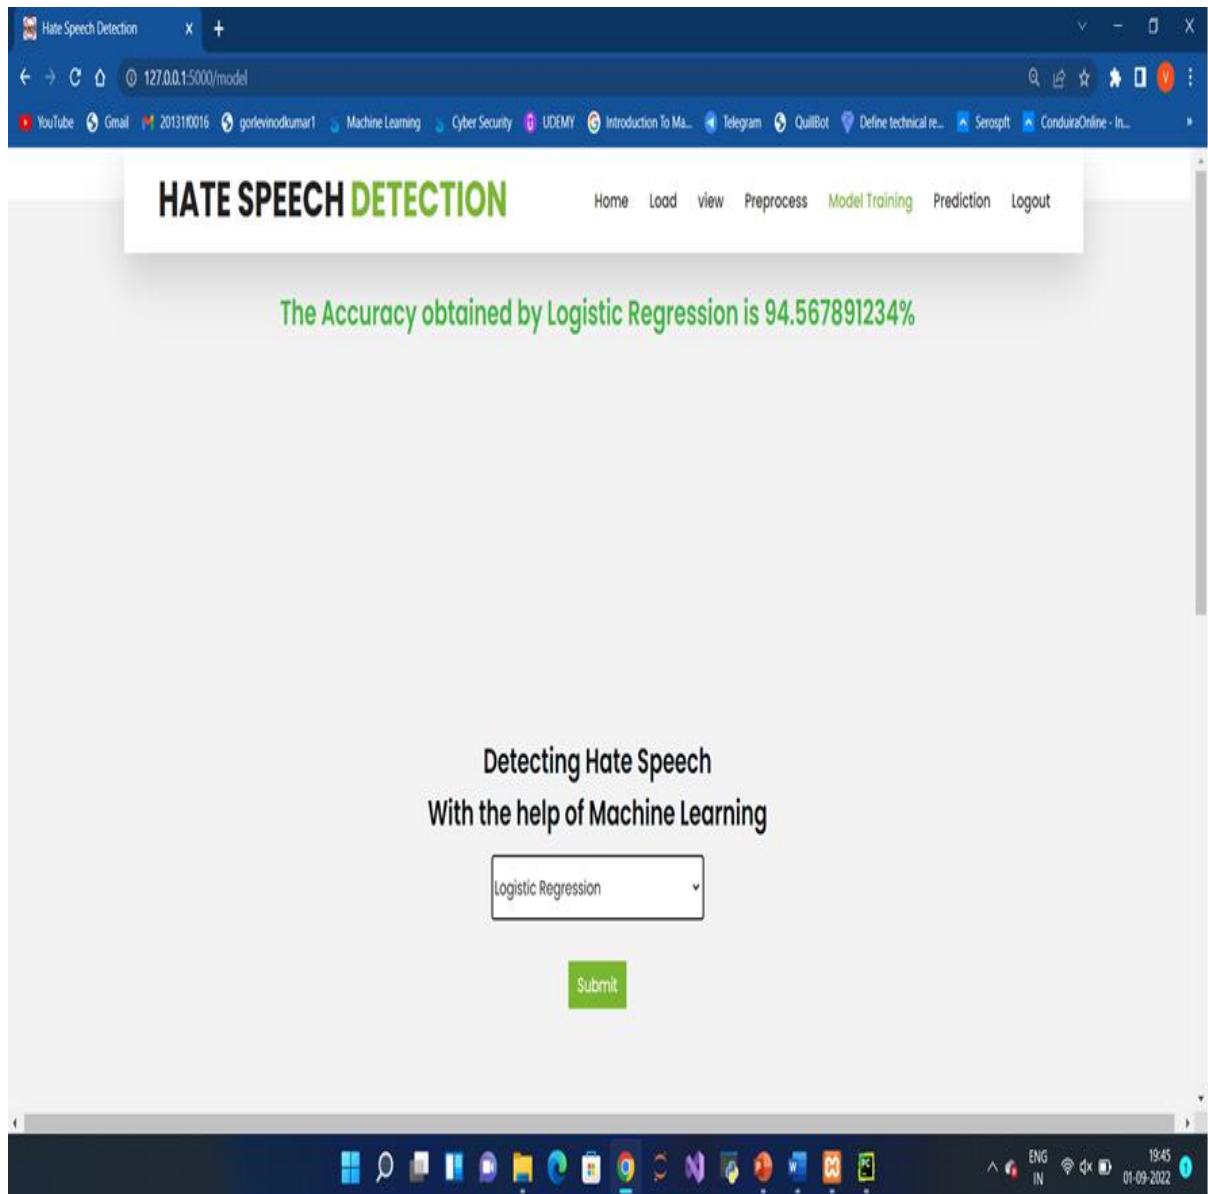 Hate Speech Detection
127.0.0.1:5000/model
YouTube Gmail 20131f0016 gorlevinodkumar1 Machine Learning Cyber Security UDEMY Introduction To Ma... Telegram QuillBot Define technical re... Serospft ConduiraOnline - In...
HATE SPEECH DETECTION
Home Load view Preprocess Model Training Prediction Logout
The Accuracy obtained by Logistic Regression is 94.567891234%
Detecting Hate Speech
With the help of Machine Learning
Logistic Regression
Submit
ENG
IN
19:45
01-09-2022